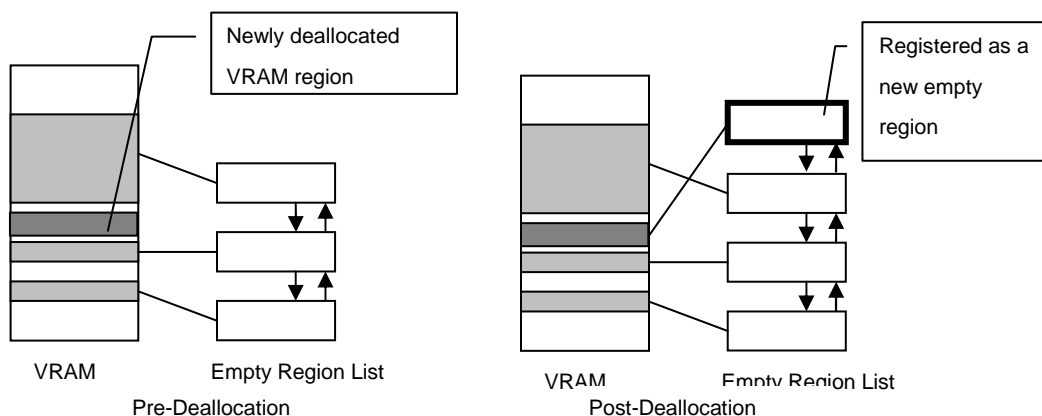 Newly deallocated
VRAM region
Registered as a
new empty
region
VRAM
Empty Region List
Pre-Deallocation
VRAM
Empty Region List
Post-Deallocation